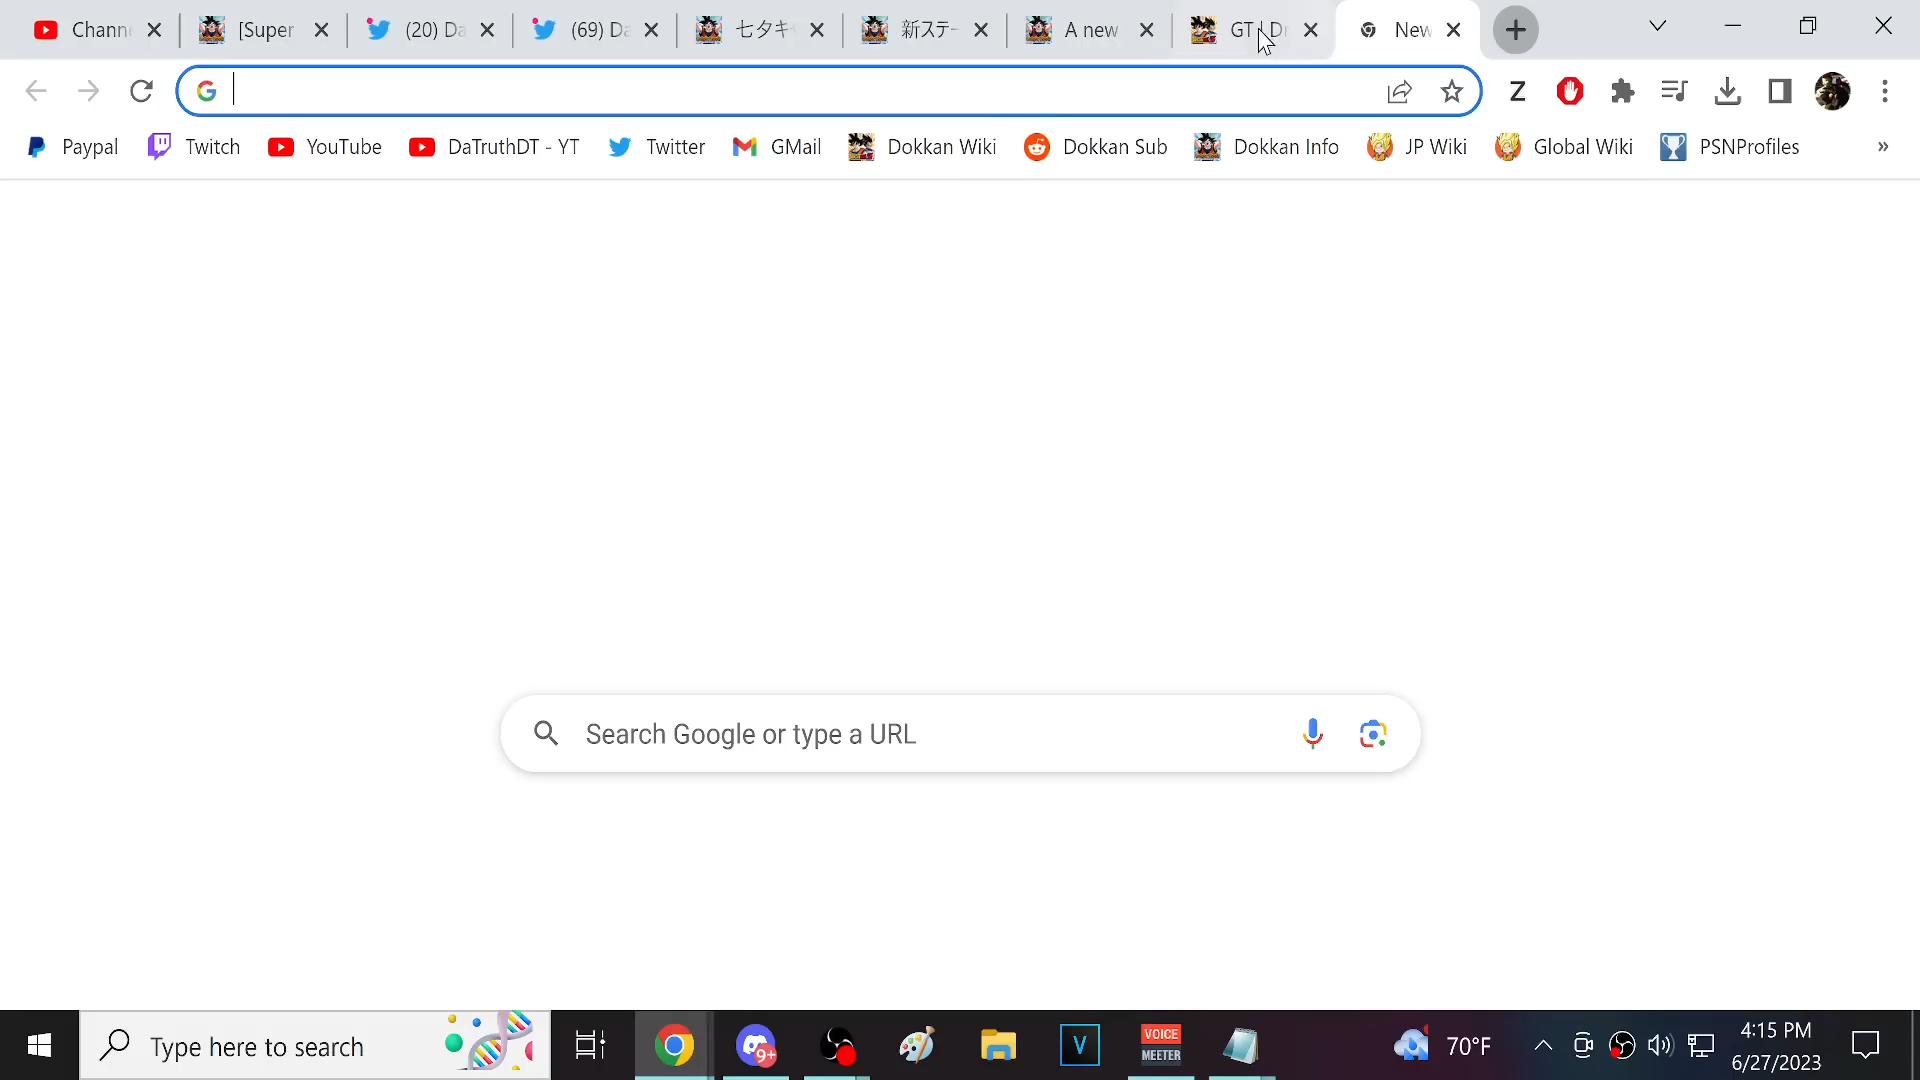 Chann
[Super
(20) Da
(69) Da
七夕キ
新ステー
A new
GT | Dr
New
Z
Paypal
Twitch
YouTube
DaTruthDT - YT
Twitter
GMail
Dokkan Wiki
Dokkan Sub
Dokkan Info
JP Wiki
Global Wiki
PSNProfiles
»
Search Google or type a URL
Type here to search
9+
V
VOICE
MEETER
70°F
4:15 PM
6/27/2023